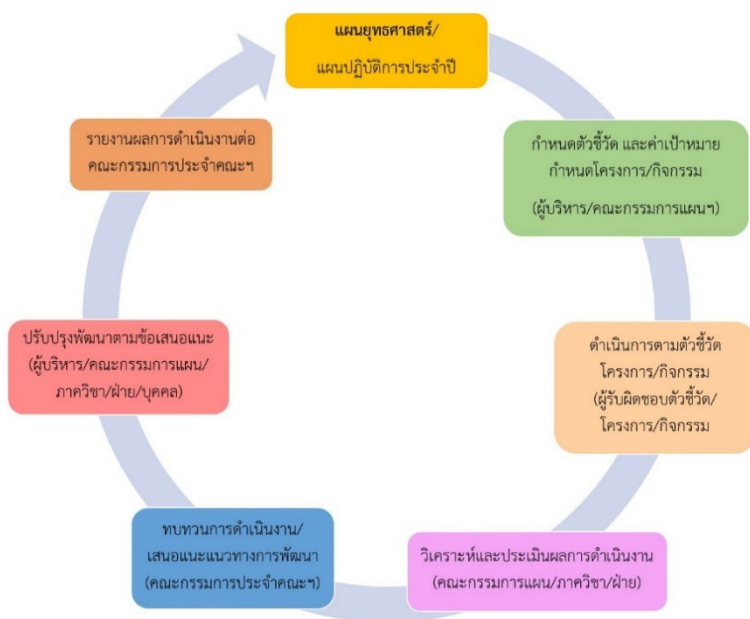 แผนยุทธศาสตร์/
แผนปฏิบัติการประจำปี
กำหนดตัวชี้วัด และค่าเป้าหมาย
กำหนดโครงการ/กิจกรรม
(ผู้บริหาร/คณะกรรมการแผนฯ)
ดำเนินการตามตัวชี้วัด
โครงการ/กิจกรรม
(ผู้รับผิดชอบตัวชี้วัด/
โครงการ/กิจกรรม
วิเคราะห์และประเมินผลการดำเนินงาน
(คณะกรรมการแผน/ภาควิชา/ฝ่าย)
ทบทวนการดำเนินงาน/
เสนอแนะแนวทางการพัฒนา
(คณะกรรมการประจำคณะฯ)
ปรับปรุงพัฒนาตามข้อเสนอแนะ
(ผู้บริหาร/คณะกรรมการแผน/
ภาควิชา/ฝ่าย/บุคคล)
รายงานผลการดำเนินงานต่อ
คณะกรรมการประจำคณะฯ